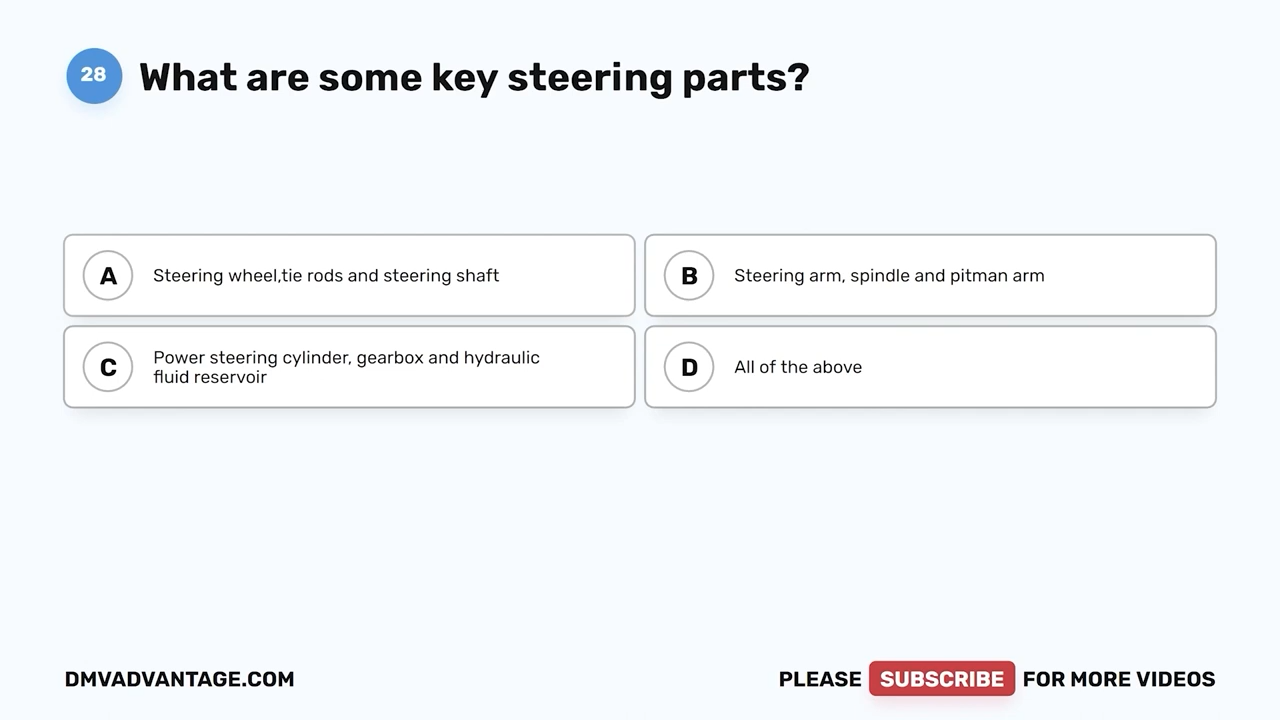 28
What are some key steering parts?
A
Steering wheel,tie rods and steering shaft
B
Steering arm, spindle and pitman arm
C
Power steering cylinder, gearbox and hydraulic
fluid reservoir
D
All of the above
DMVADVANTAGE.COM
PLEASE SUBSCRIBE FOR MORE VIDEOS